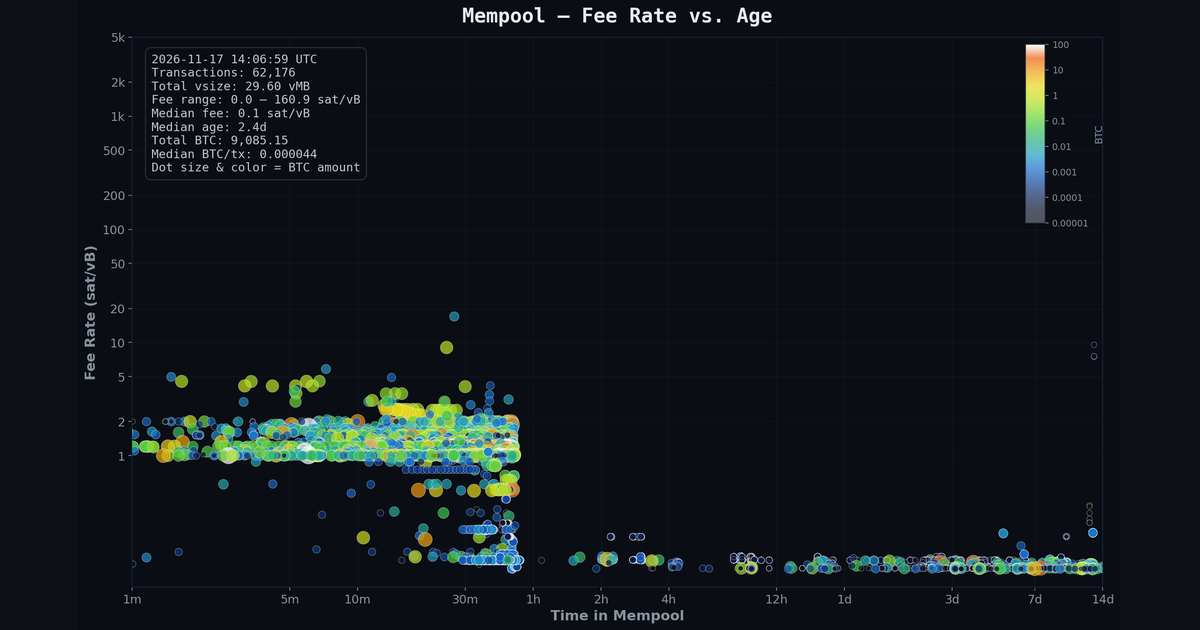 Mempool — Fee Rate vs. Age
2026-11-17 14:06:59 UTC
Transactions: 62,176
Total vsize: 29.60 vMB
Fee range: 0.0 — 160.9 sat/vB
Median fee: 0.1 sat/vB
Median age: 2.4d
Total BTC: 9,085.15
Median BTC/tx: 0.000044
Dot size & color = BTC amount
100
10
1
0.1
0.01
0.001
0.0001
0.00001
BTC
Fee Rate (sat/vB)
5k
2k
1k
500
200
100
50
20
10
5
2
1
1m 5m 10m 30m 1h 2h 4h 12h 1d 3d 7d 14d
Time in Mempool